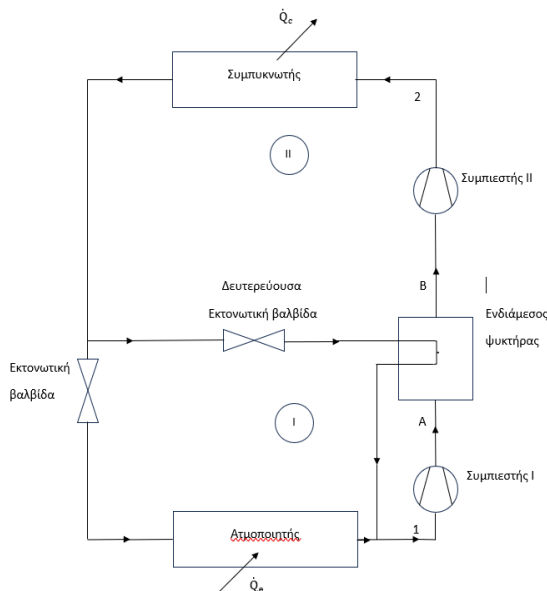 Q̇c
Συμπυκνωτής
2
II
Συμπιεστής II
Δευτερεύουσα
Εκτονωτική βαλβίδα
B
Ενδιάμεσος
ψυκτήρας
Εκτονωτική
βαλβίδα
A
I
Συμπιεστής I
Ατμοποιητής
1
Q̇e